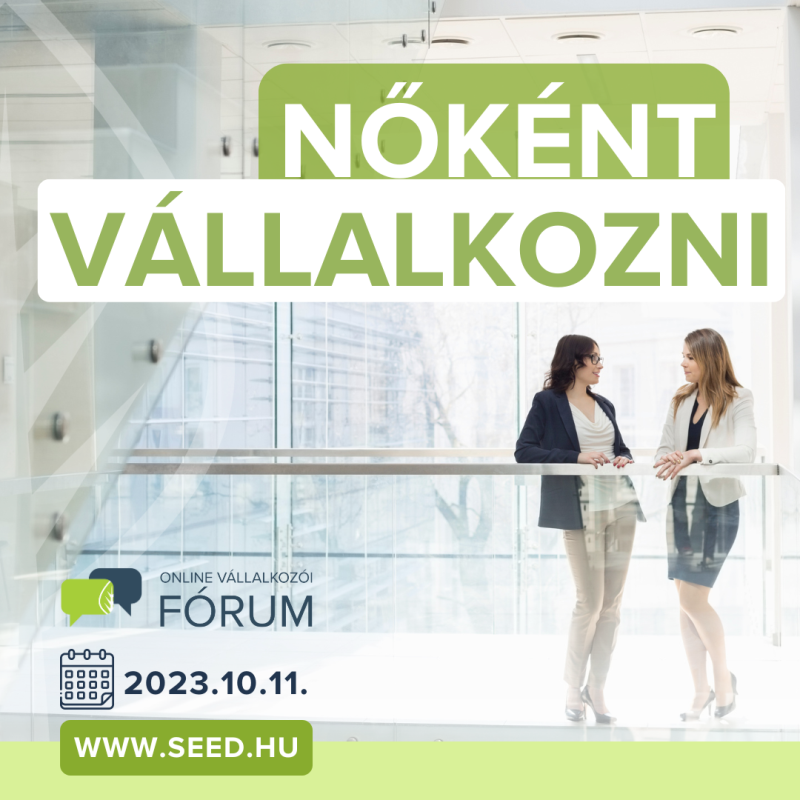 NŐKÉNT
VÁLLALKOZNI
ONLINE VÁLLALKOZÓI
FÓRUM
2023.10.11.
WWW.SEED.HU